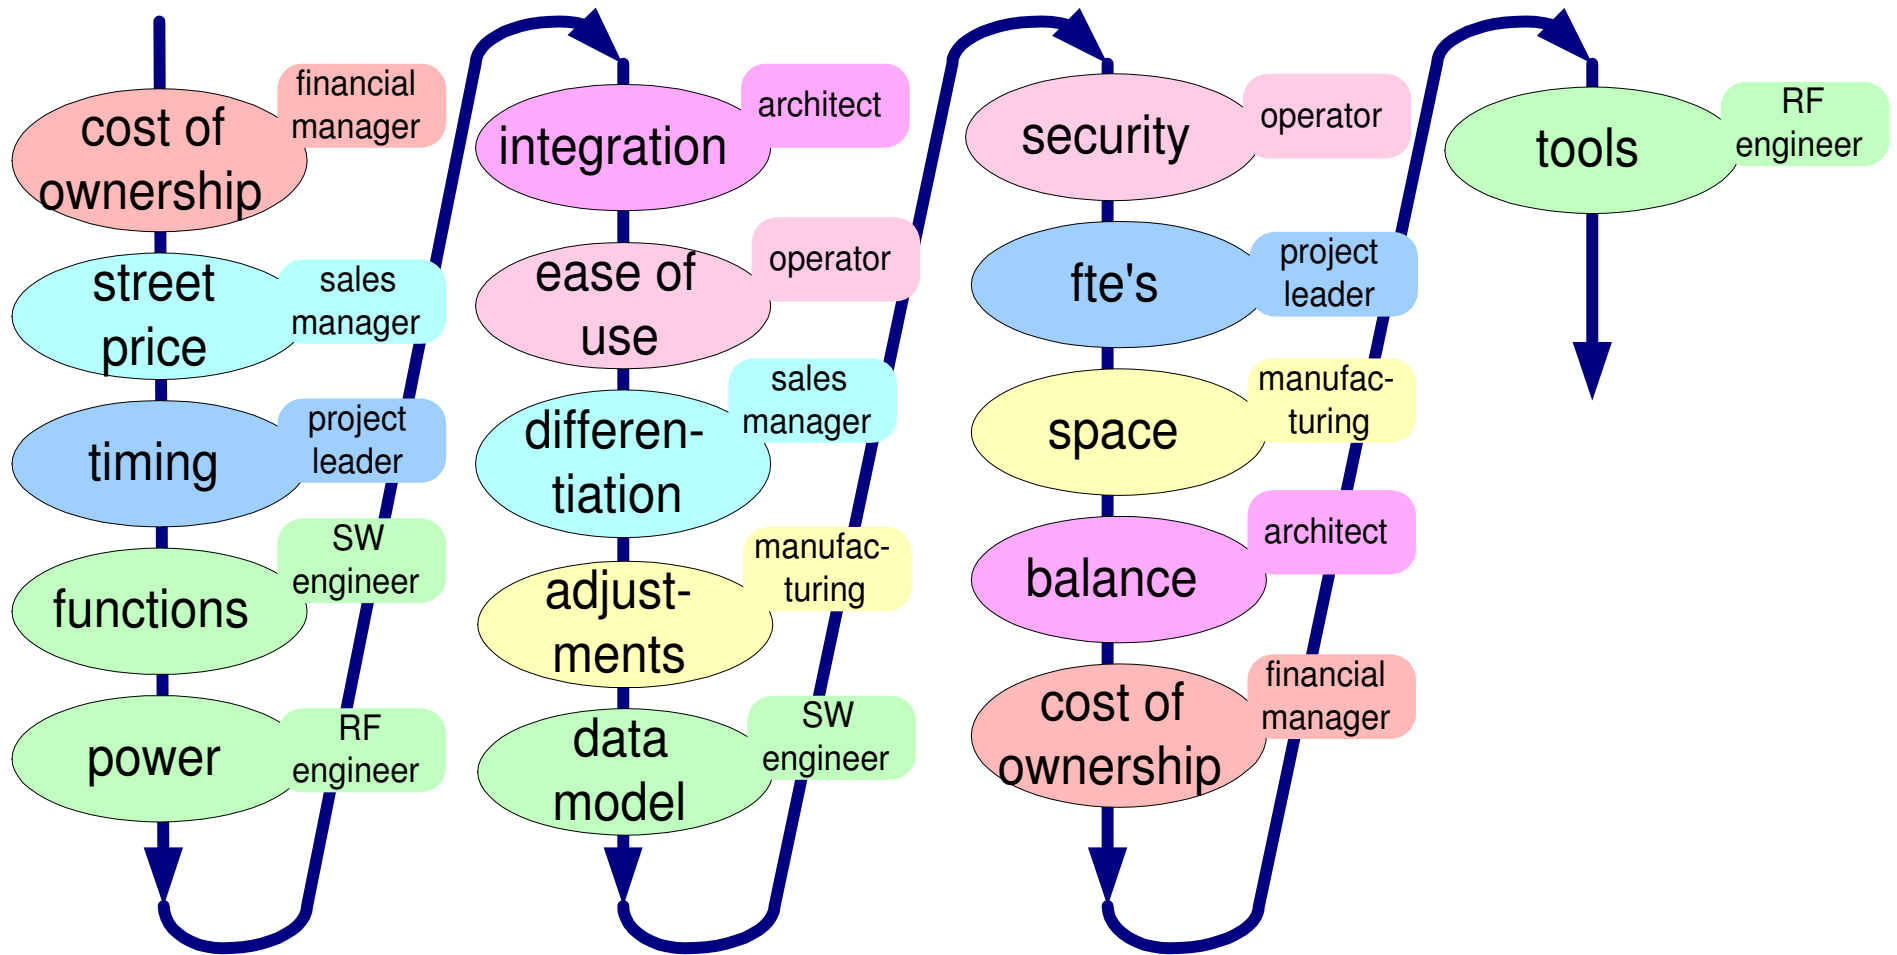 cost of
ownership
financial
manager
street
price
sales
manager
timing
project
leader
functions
SW
engineer
power
RF
engineer
integration
architect
ease of
use
operator
differen-
tiation
sales
manager
adjust-
ments
manufac-
turing
data
model
SW
engineer
security
operator
fte's
project
leader
space
manufac-
turing
balance
architect
cost of
ownership
financial
manager
tools
RF
engineer